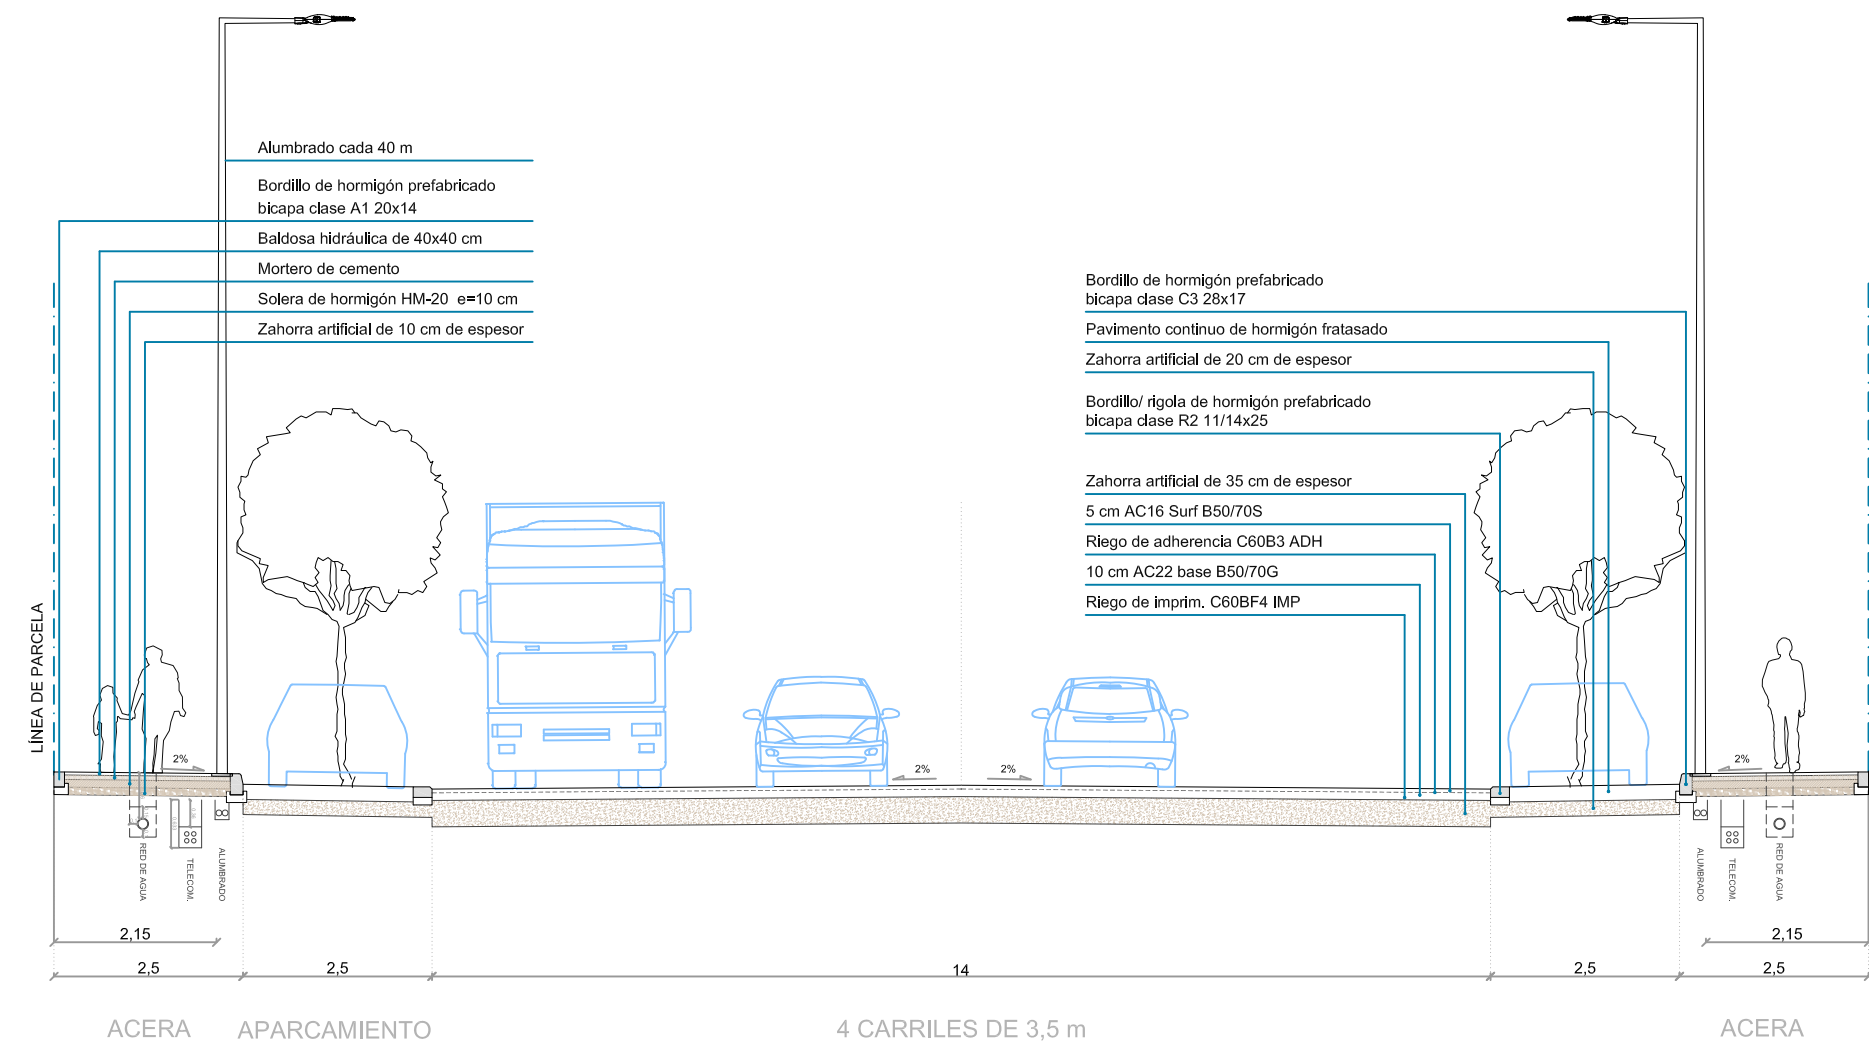 Alumbrado cada 40 m
Bordillo de hormigón prefabricado
bicapa clase A1 20x14
Baldosa hidráulica de 40x40 cm
Mortero de cemento
Solera de hormigón HM-20 e=10 cm
Zahorra artificial de 10 cm de espesor
Bordillo de hormigón prefabricado
bicapa clase C3 28x17
Pavimento continuo de hormigón fratasado
Zahorra artificial de 20 cm de espesor
Bordillo/ rigola de hormigón prefabricado
bicapa clase R2 11/14x25
Zahorra artificial de 35 cm de espesor
5 cm AC16 Surf B50/70S
Riego de adherencia C60B3 ADH
10 cm AC22 base B50/70G
Riego de imprim. C60BF4 IMP
LÍNEA DE PARCELA
2%
2%
2%
2%
RED DE AGUA
TELECOM.
ALUMBRADO
ALUMBRADO
TELECOM.
RED DE AGUA
2,15
2,15
2,5
2,5
14
2,5
2,5
ACERA
APARCAMIENTO
4 CARRILES DE 3,5 m
ACERA